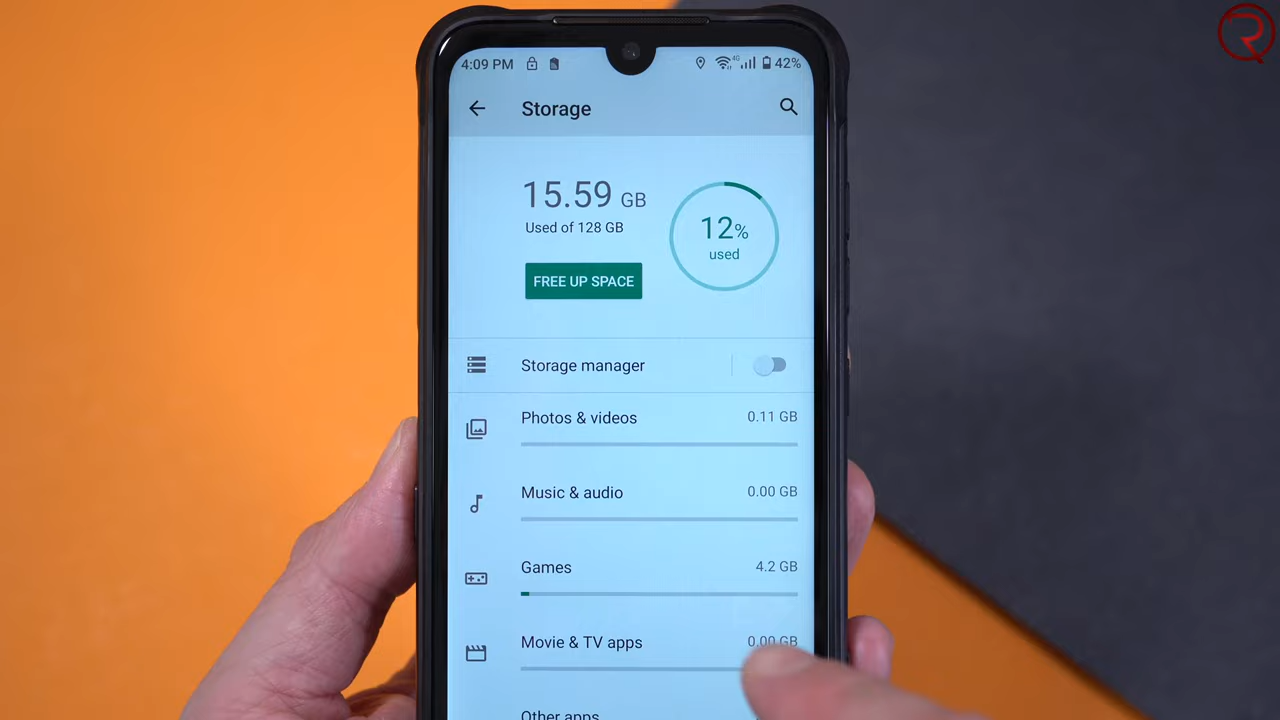 4:09 PM 4G 42%
Storage
15.59 GB
Used of 128 GB
12%
used
FREE UP SPACE
Storage manager
Photos & videos 0.11 GB
Music & audio 0.00 GB
Games 4.2 GB
Movie & TV apps 0.00 GB
Other apps